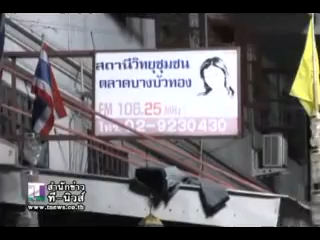 สถานีวิทยุชุมชน
ตลาดบางบัวทอง
FM 106.25 MHz
โทร. 02-9230430
สำนักข่าว
ที-นิวส์
www.tnews.co.th